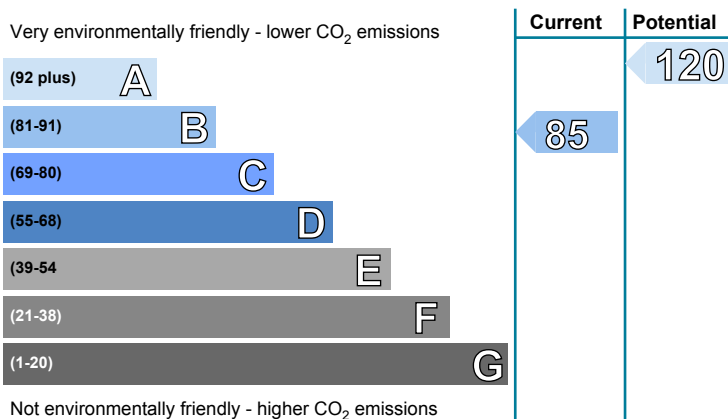 Current Potential
Very environmentally friendly - lower CO2 emissions
120
(92 plus) A
(81-91) B
85
(69-80) C
(55-68) D
(39-54 E
(21-38) F
(1-20) G
Not environmentally friendly - higher CO2 emissions